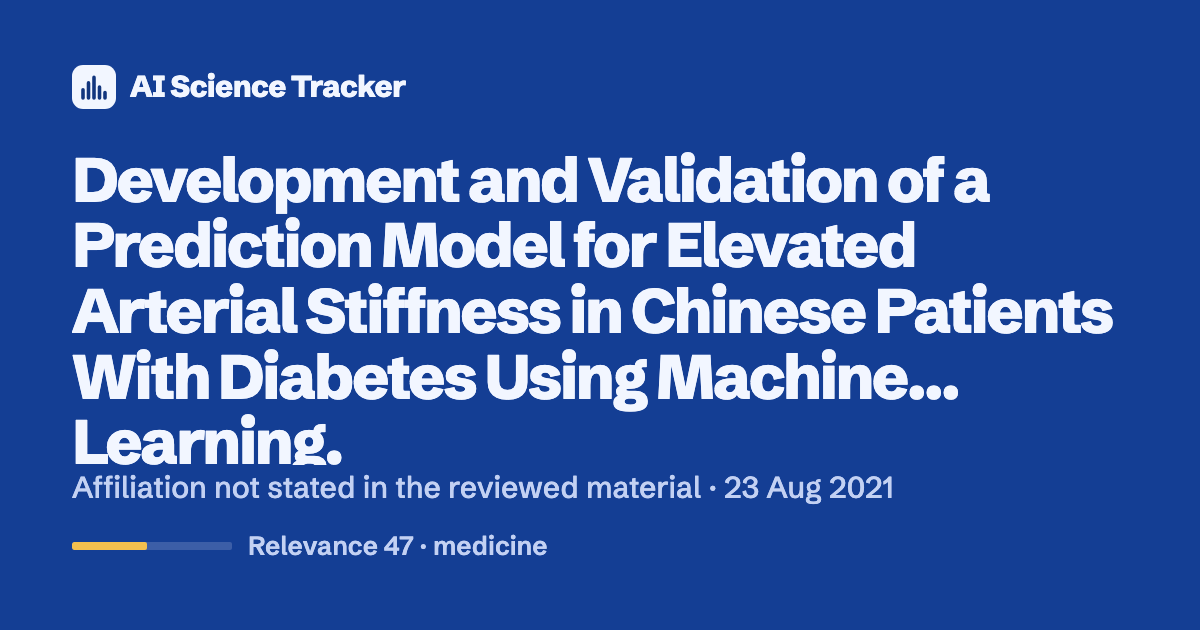 AI Science Tracker
Development and Validation of a
Prediction Model for Elevated
Arterial Stiffness in Chinese Patients
With Diabetes Using Machine...
Learning.
Affiliation not stated in the reviewed material · 23 Aug 2021
Relevance 47 · medicine